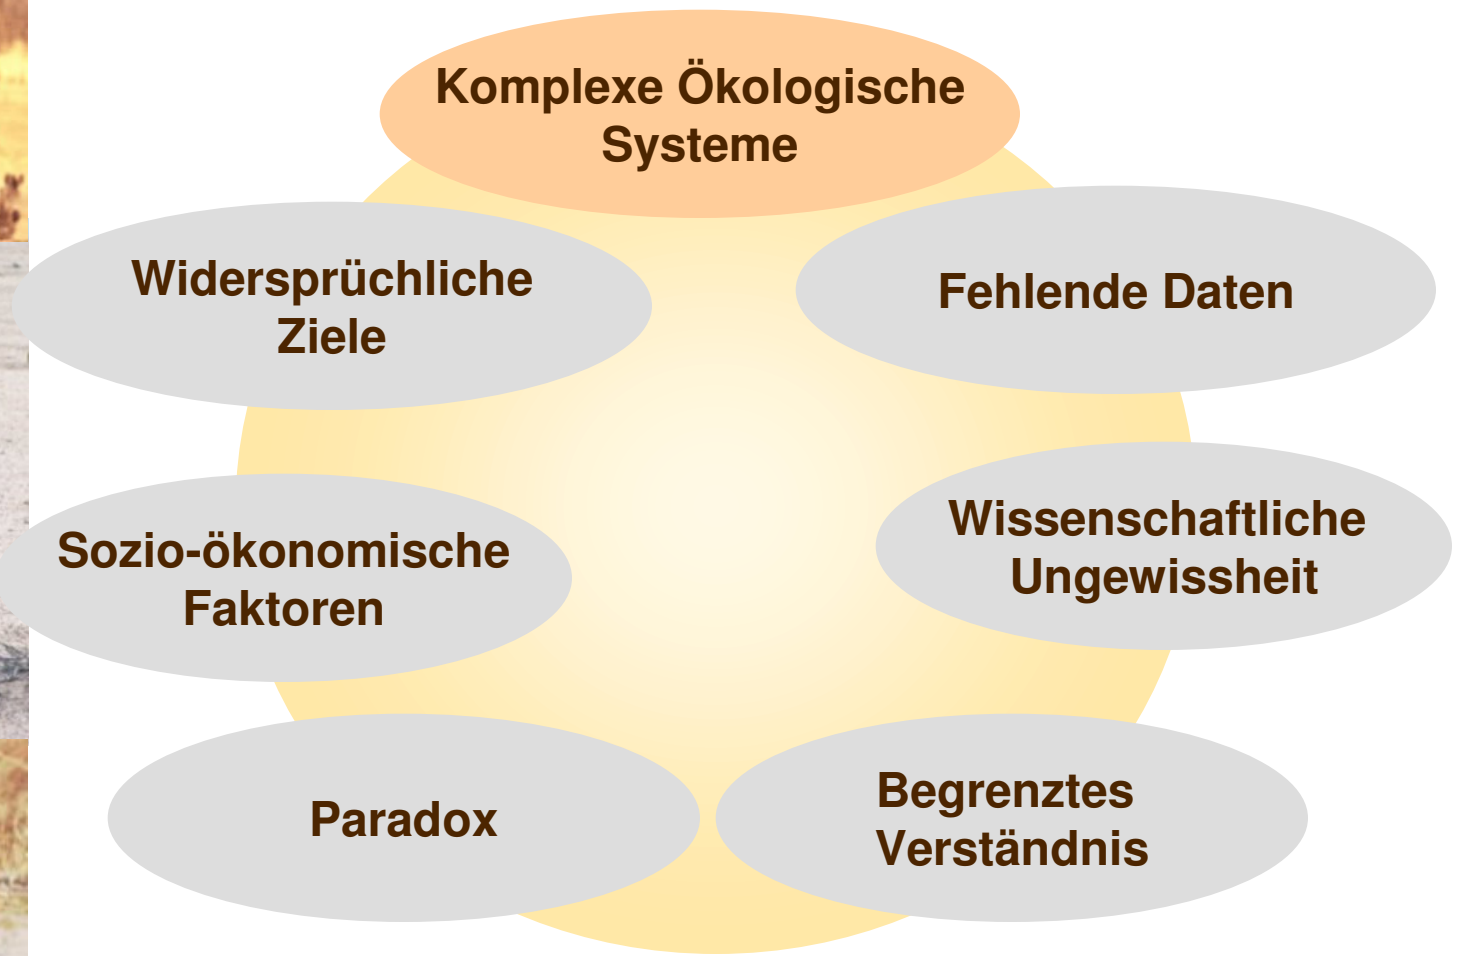 Komplexe Ökologische
Systeme
Widersprüchliche
Ziele
Fehlende Daten
Sozio-ökonomische
Faktoren
Wissenschaftliche
Ungewissheit
Paradox
Begrenztes
Verständnis